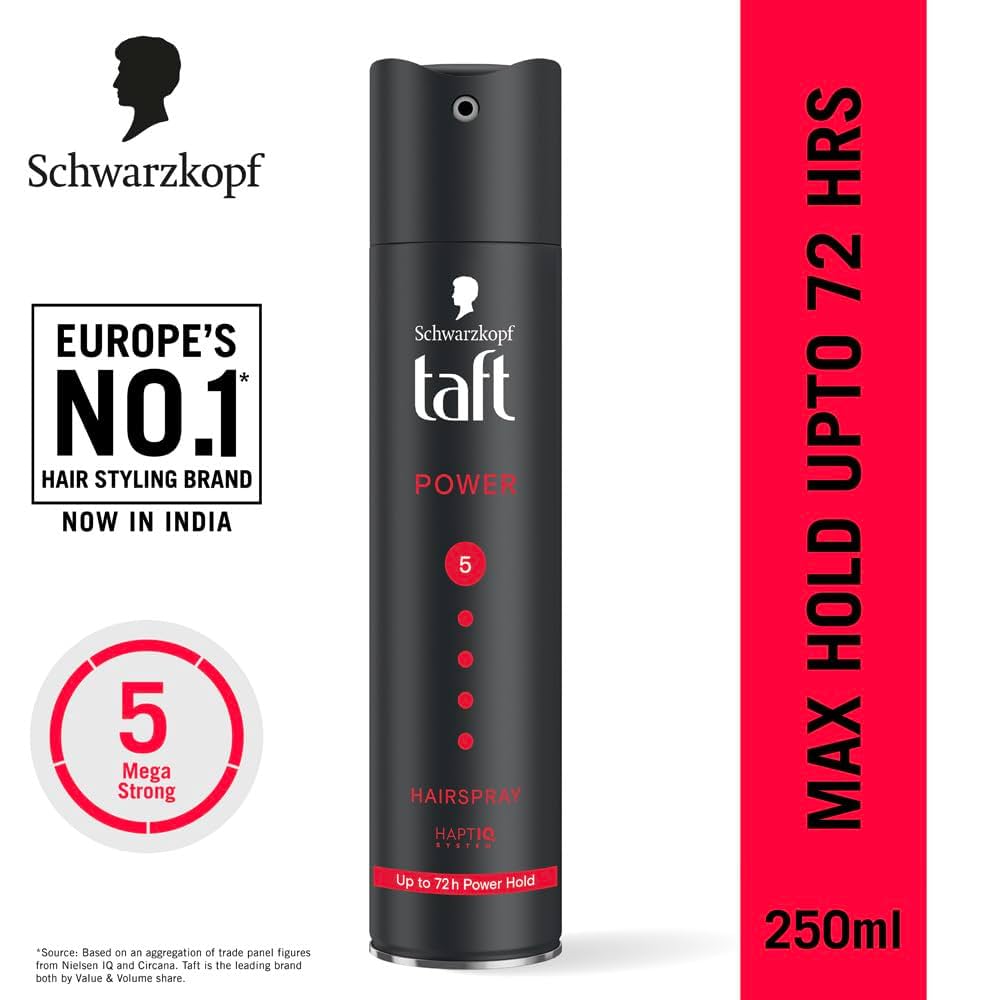 Schwarzkopf
EUROPE'S
NO.1*
HAIR STYLING BRAND
NOW IN INDIA
5
Mega
Strong
*Source: Based on an aggregation of trade panel figures
from Nielsen IQ and Circana. Taft is the leading brand
both by Value & Volume share.
Schwarzkopf
taft
POWER
5
HAIRSPRAY
HAPTIQ
SYSTEM
Up to 72h Power Hold
MAX HOLD UPTO 72 HRS
250ml